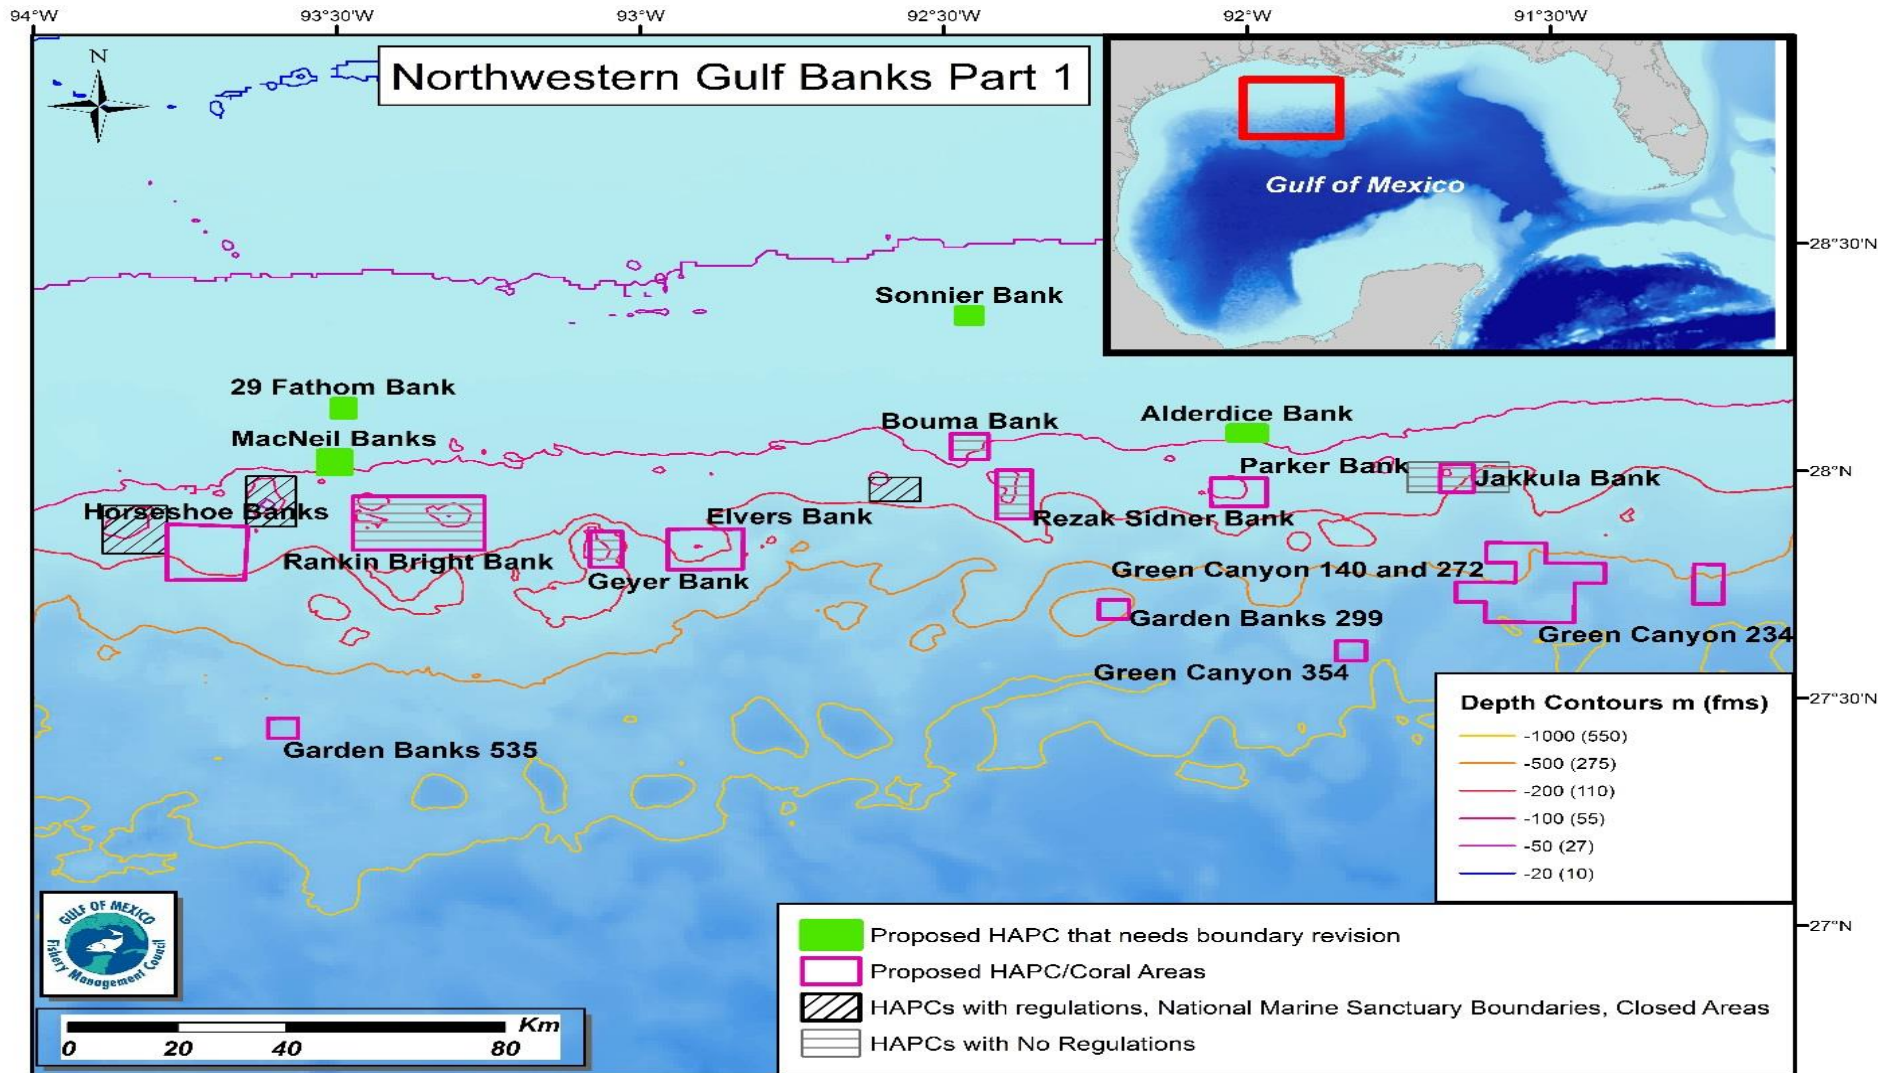 94°W
93°30'W
93°W
92°30'W
92°W
91°30'W
N
Northwestern Gulf Banks Part 1
Gulf of Mexico
28°30'N
Sonnier Bank
29 Fathom Bank
MacNeil Banks
Bouma Bank
Alderdice Bank
Parker Bank
28°N
Jakkula Bank
Horseshoe Banks
Elvers Bank
Rezak Sidner Bank
Rankin Bright Bank
Geyer Bank
Green Canyon 140 and 272
Garden Banks 299
Green Canyon 234
Green Canyon 354
27°30'N
Garden Banks 535
Depth Contours m (fms)
-1000 (550)
-500 (275)
-200 (110)
-100 (55)
-50 (27)
-20 (10)
27°N
GULF OF MEXICO
Fishery Management Council
Proposed HAPC that needs boundary revision
Proposed HAPC/Coral Areas
HAPCs with regulations, National Marine Sanctuary Boundaries, Closed Areas
HAPCs with No Regulations
Km
0 20 40 80